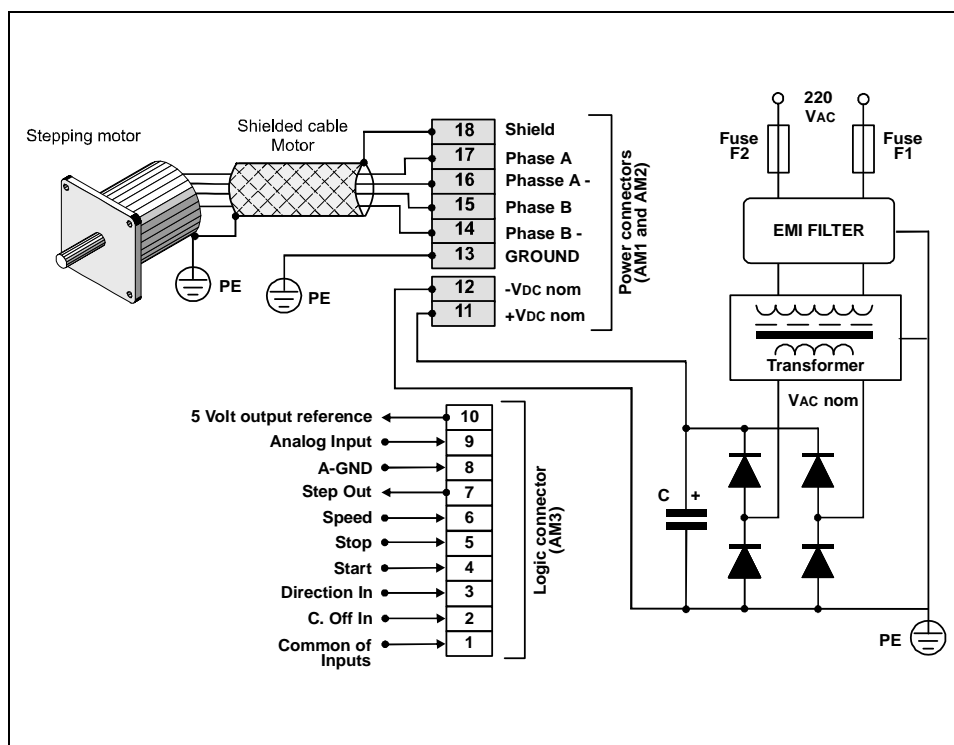 Stepping motor
Shielded cable
Motor
PE
PE
18 Shield
17 Phase A
16 Phasse A -
15 Phase B
14 Phase B -
13 GROUND
12 -VDC nom
11 +VDC nom
Power connectors
(AM1 and AM2)
220
VAC
Fuse
F2
Fuse
F1
EMI FILTER
Transformer
VAC nom
C +
PE
5 Volt output reference 10
Analog Input 9
A-GND 8
Step Out 7
Speed 6
Stop 5
Start 4
Direction In 3
C. Off In 2
Common of 1
Inputs
Logic connector
(AM3)